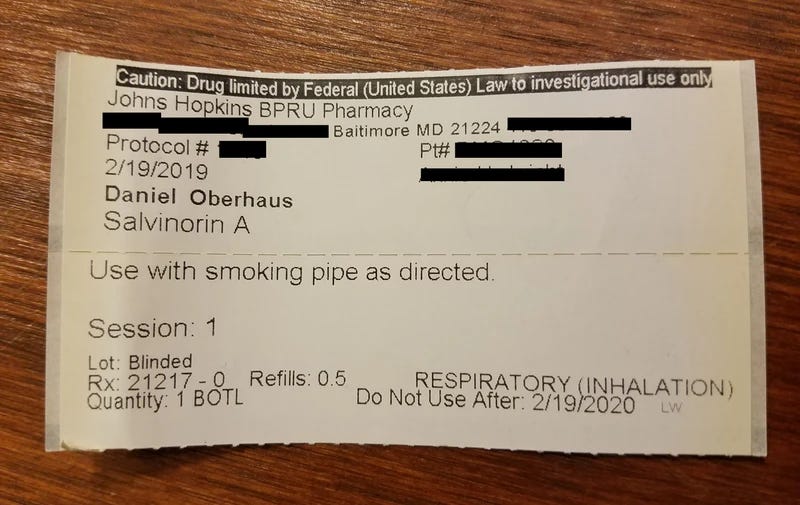 Caution: Drug limited by Federal (United States) Law to investigational use only
Johns Hopkins BPRU Pharmacy
Baltimore MD 21224
Protocol # Pt#
2/19/2019
Daniel Oberhaus
Salvinorin A
Use with smoking pipe as directed.
Session: 1
Lot: Blinded
Rx: 21217 - 0 Refills: 0.5 RESPIRATORY (INHALATION)
Quantity: 1 BOTL Do Not Use After: 2/19/2020 LW